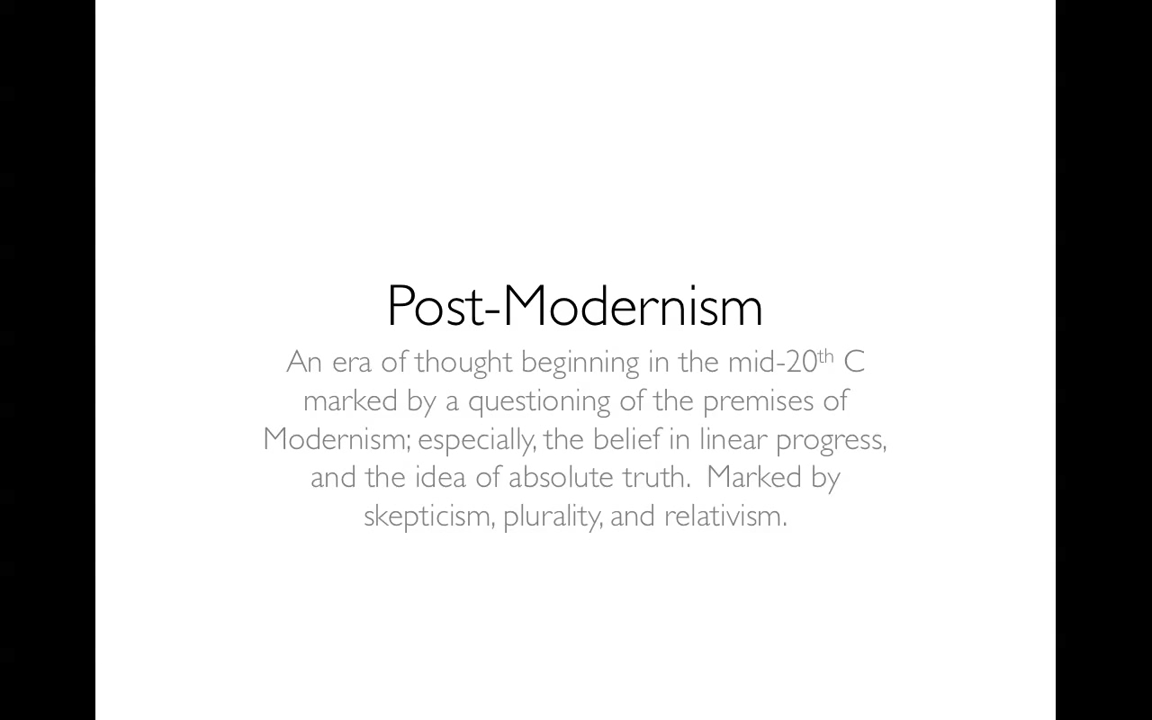 Post-Modernism
An era of thought beginning in the mid-20th C
marked by a questioning of the premises of
Modernism; especially, the belief in linear progress,
and the idea of absolute truth.  Marked by
skepticism, plurality, and relativism.